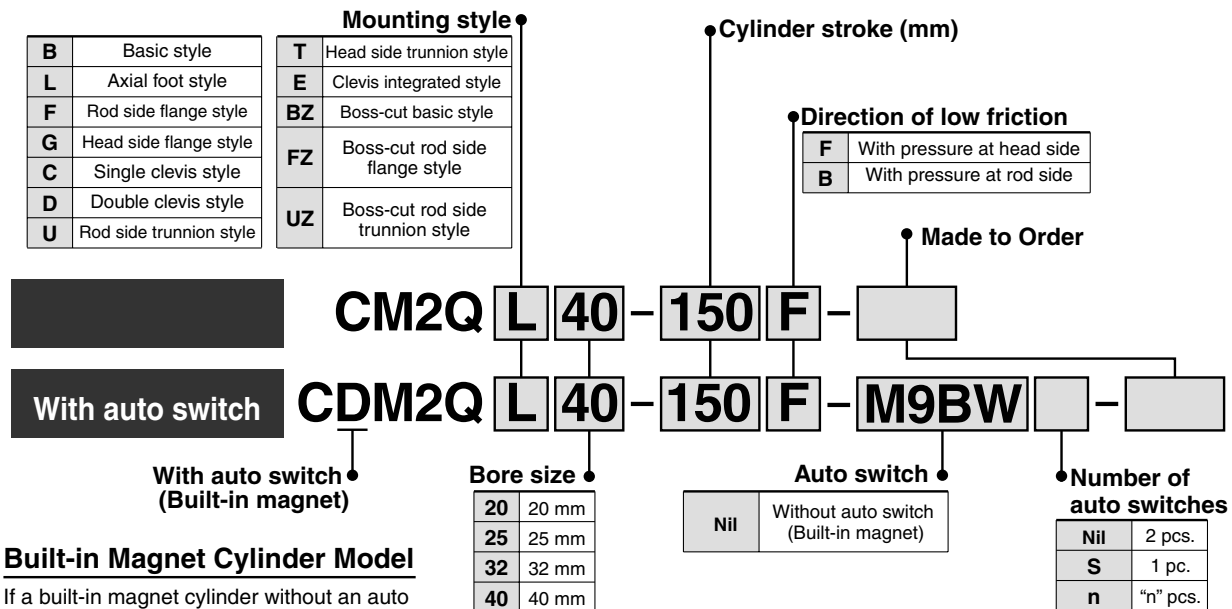 Mounting style
B Basic style
L Axial foot style
F Rod side flange style
G Head side flange style
C Single clevis style
D Double clevis style
U Rod side trunnion style
T Head side trunnion style
E Clevis integrated style
BZ Boss-cut basic style
FZ Boss-cut rod side
flange style
UZ Boss-cut rod side
trunnion style
Cylinder stroke (mm)
Direction of low friction
F With pressure at head side
B With pressure at rod side
Made to Order
CM2Q L 40 – 150 F –
With auto switch CDM2Q L 40 – 150 F – M9BW –
With auto switch
(Built-in magnet)
Bore size
20 20 mm
25 25 mm
32 32 mm
40 40 mm
Auto switch
Nil Without auto switch
(Built-in magnet)
Number of
auto switches
Nil 2 pcs.
S 1 pc.
n "n" pcs.
Built-in Magnet Cylinder Model
If a built-in magnet cylinder without an auto